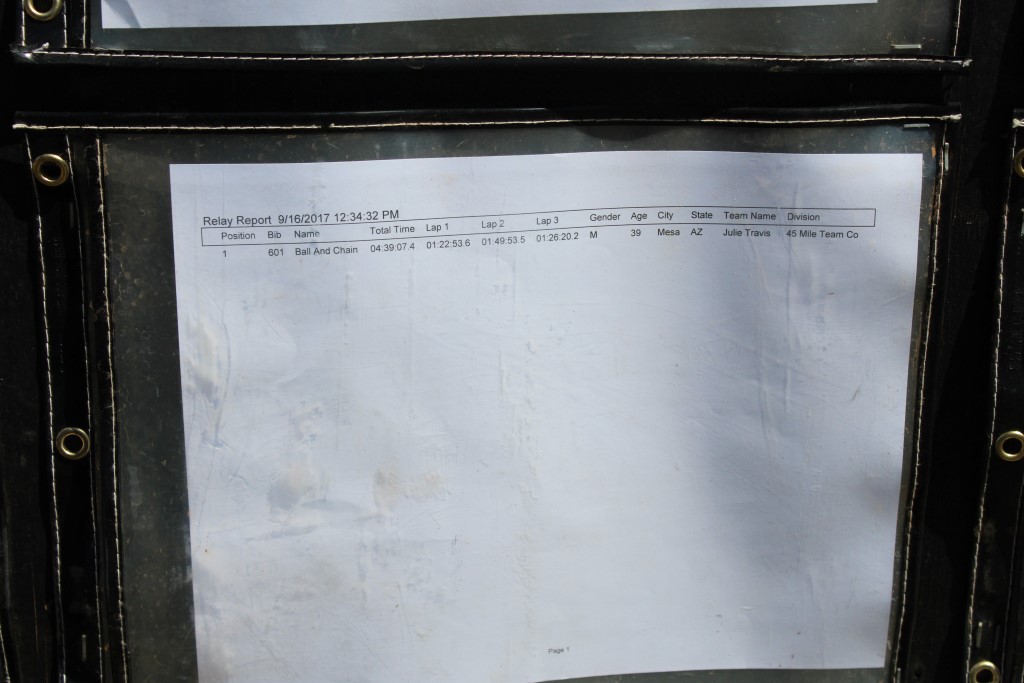 Relay Report 9/16/2017 12:34:32 PM
Position Bib Name Total Time Lap 1 Lap 2 Lap 3 Gender Age City State Team Name Division
1 601 Ball And Chain 04:39:07.4 01:22:53.6 01:49:53.5 01:26:20.2 M 39 Mesa AZ Julie Travis 45 Mile Team Co
Page 1